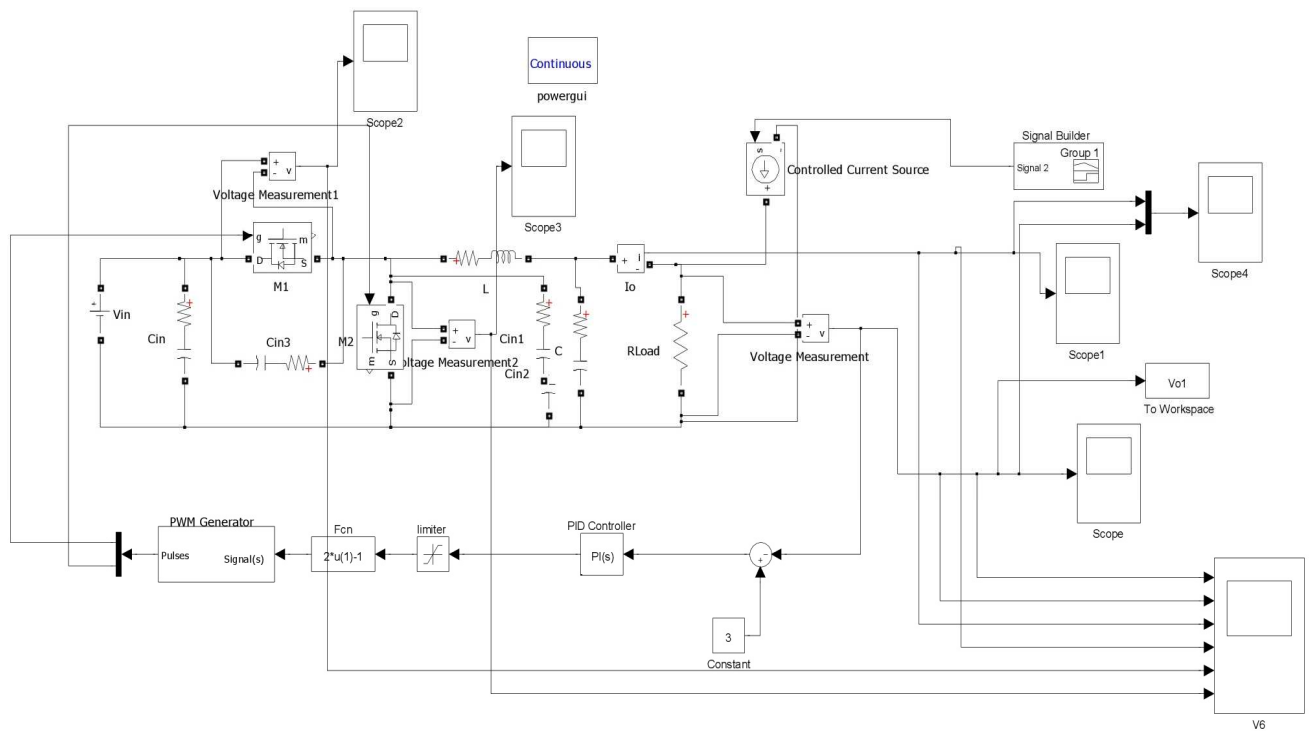 Continuous
powergui
Scope2
Signal Builder
Group 1
Signal 2
s
-
+
Controlled Current Source
+
-
v
Voltage Measurement1
Scope3
Scope4
g
m
D
S
M1
+
L
i
+
-
Io
Scope1
+
Vin
+
Cin
Cin3
+
g
D
M2
m
S
+
-
v
Voltage Measurement2
Cin1
+
C
Cin2
+
RLoad
+
+
-
v
Voltage Measurement
Vo1
To Workspace
Scope
PWM Generator
Pulses
Signal(s)
Fcn
2*u(1)-1
limiter
PID Controller
PI(s)
-
+
3
Constant
V6